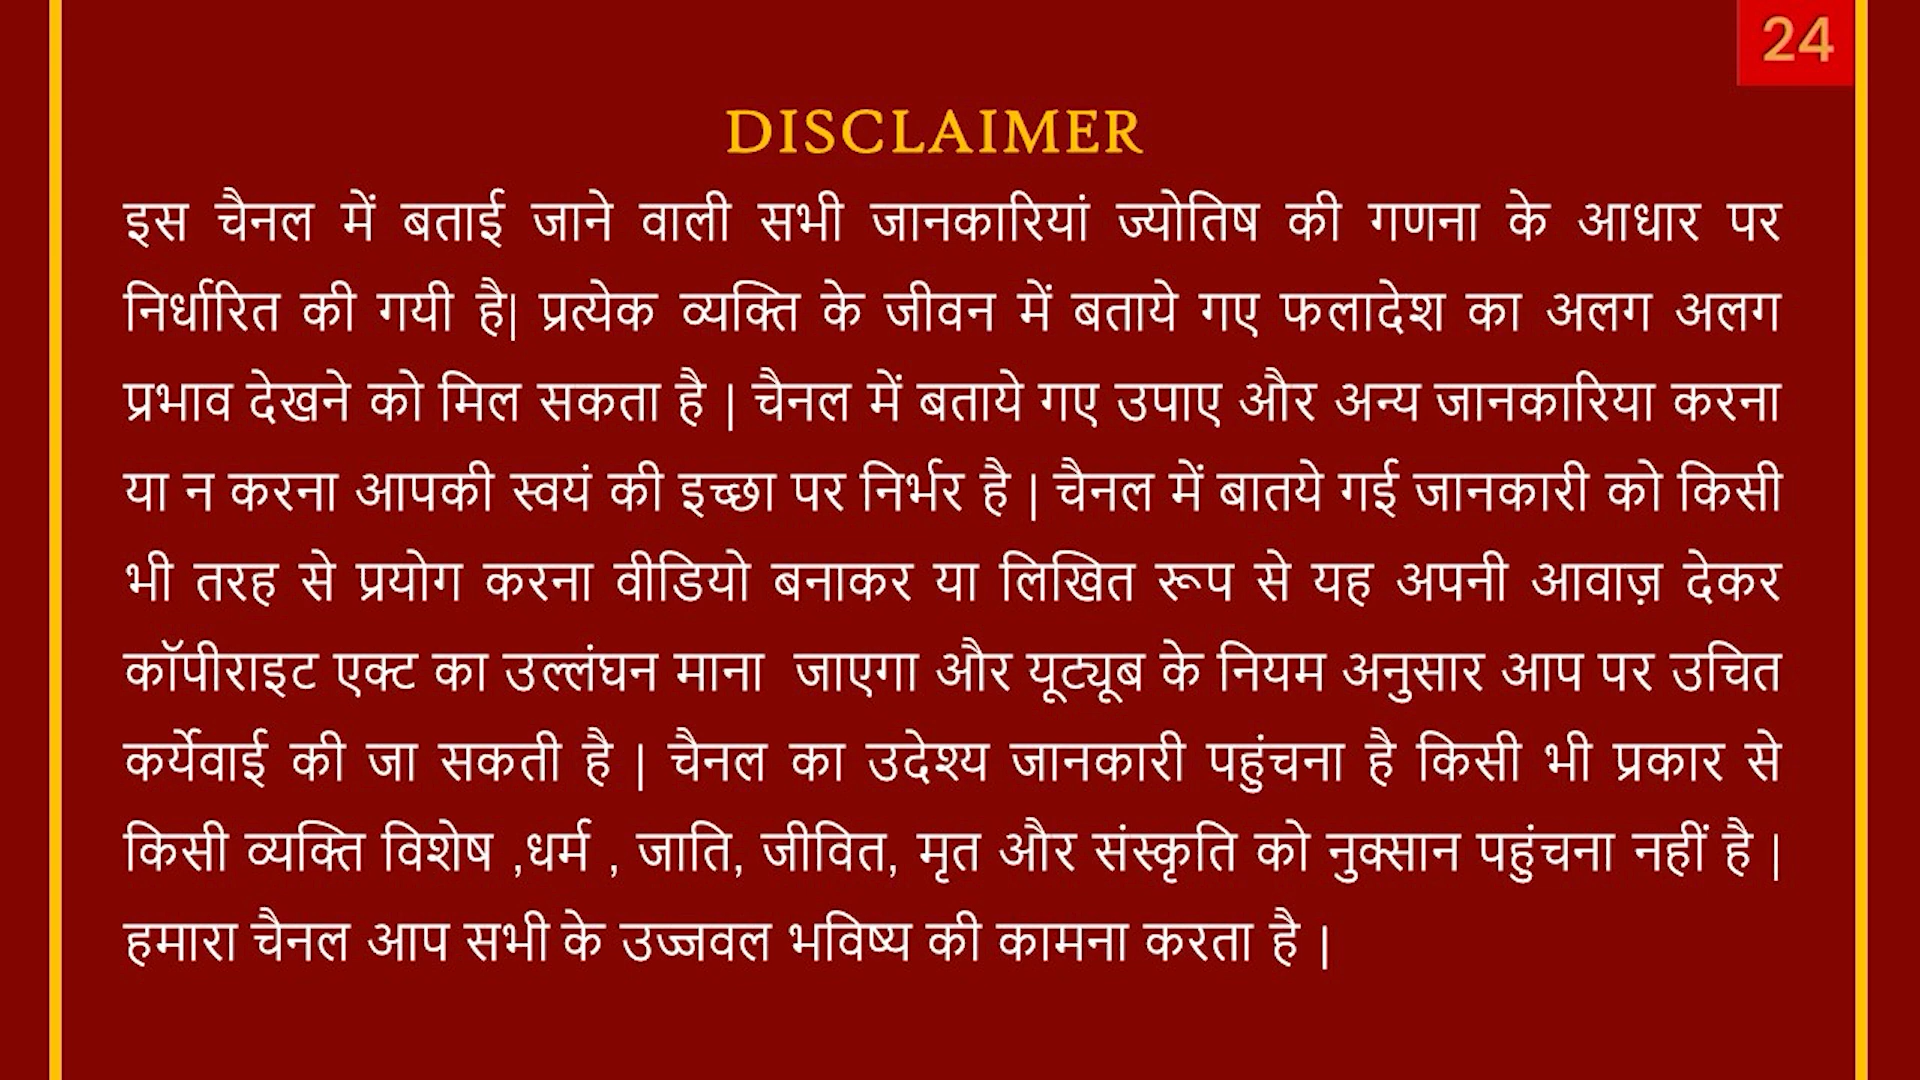 24
DISCLAIMER
इस चैनल में बताई जाने वाली सभी जानकारियां ज्योतिष की गणना के आधार पर
निर्धारित की गयी है| प्रत्येक व्यक्ति के जीवन में बताये गए फलादेश का अलग अलग
प्रभाव देखने को मिल सकता है | चैनल में बताये गए उपाए और अन्य जानकारिया करना
या न करना आपकी स्वयं की इच्छा पर निर्भर है | चैनल में बातये गई जानकारी को किसी
भी तरह से प्रयोग करना वीडियो बनाकर या लिखित रूप से यह अपनी आवाज़ देकर
कॉपीराइट एक्ट का उल्लंघन माना जाएगा और यूट्यूब के नियम अनुसार आप पर उचित
कर्येवाई की जा सकती है | चैनल का उदेश्य जानकारी पहुंचना है किसी भी प्रकार से
किसी व्यक्ति विशेष ,धर्म , जाति, जीवित, मृत और संस्कृति को नुक्सान पहुंचना नहीं है |
हमारा चैनल आप सभी के उज्जवल भविष्य की कामना करता है |